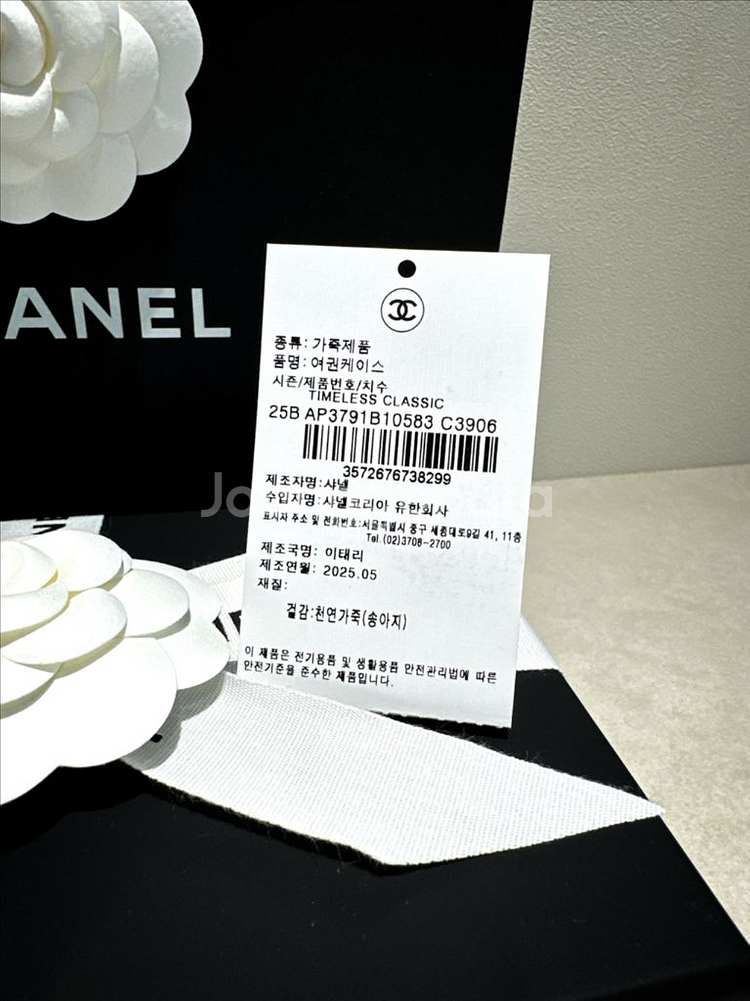 ANEL
종류: 가죽제품
품명: 여권케이스
시즌/제품번호/치수
TIMELESS CLASSIC
25B AP3791B10583 C3906
3572676738299
제조자명:샤넬
수입자명:샤넬코리아 유한회사
표시자 주소 및 전화번호:서울특별시 중구 세종대로9길 41, 11층
Tel.(02)3708-2700
제조국명: 이태리
제조연월: 2025.05
재질:
겉감:천연가죽(송아지)
이 제품은 전기용품 및 생활용품 안전관리법에 따른
안전기준을 준수한 제품입니다.